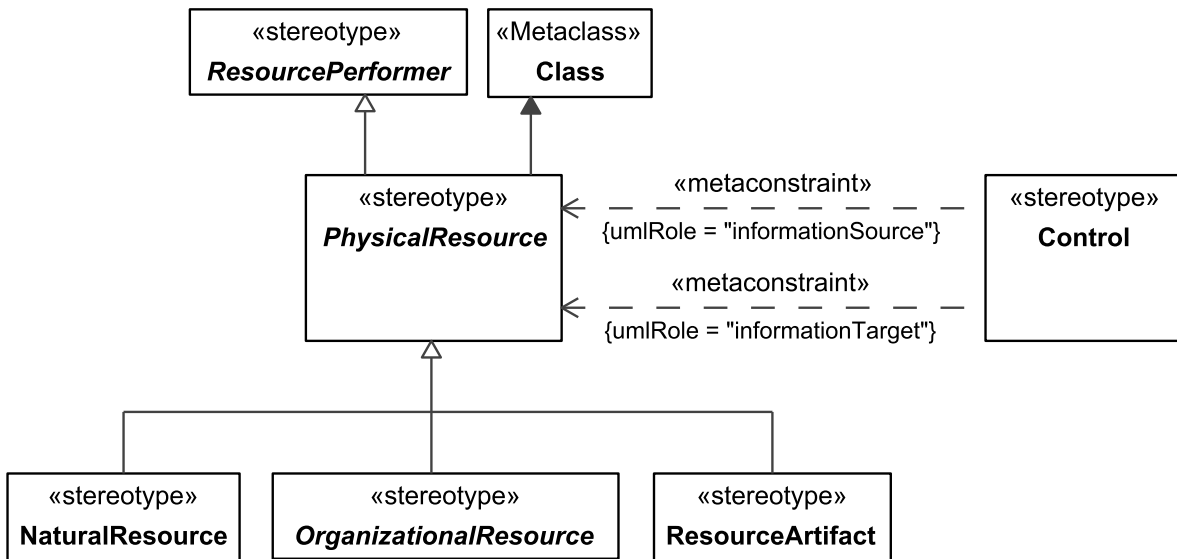 «stereotype»
ResourcePerformer
«Metaclass»
Class
«stereotype»
PhysicalResource
«metaconstraint»
{umlRole = "informationSource"}
«metaconstraint»
{umlRole = "informationTarget"}
«stereotype»
Control
«stereotype»
NaturalResource
«stereotype»
OrganizationalResource
«stereotype»
ResourceArtifact